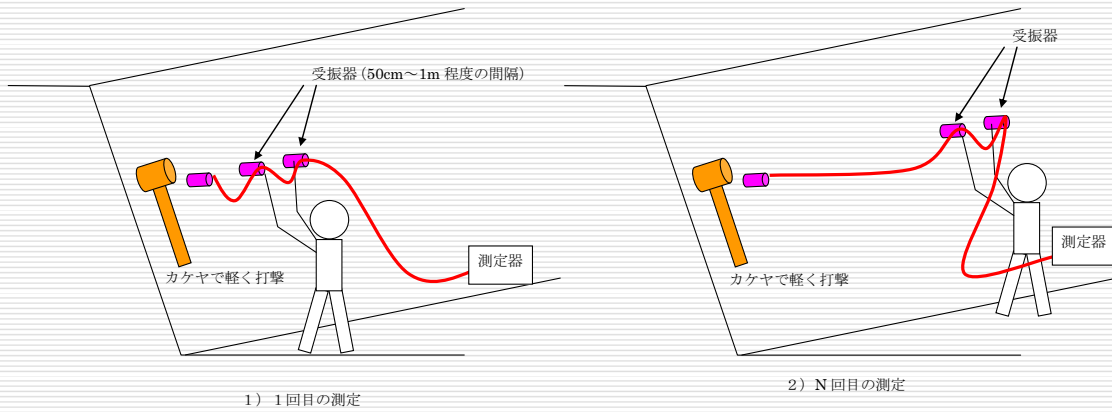 受振器（50cm～1m 程度の間隔）
測定器
カケヤで軽く打撃
１）１回目の測定
受振器
測定器
カケヤで軽く打撃
２）N 回目の測定